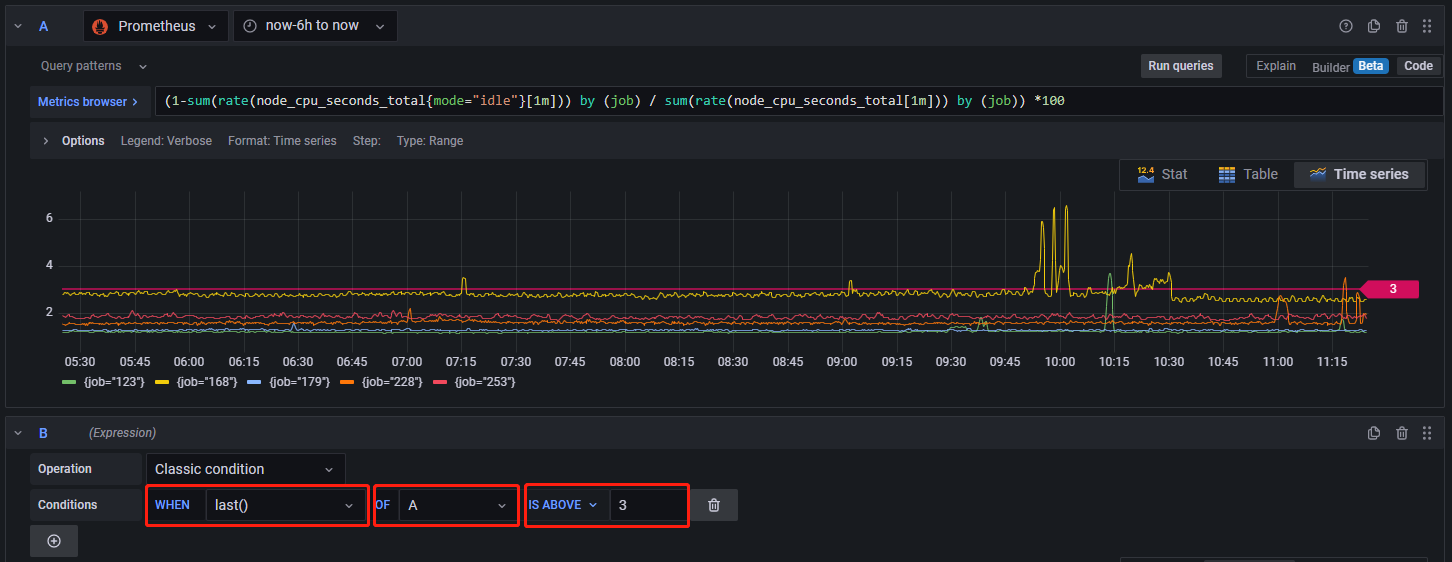 A Prometheus now-6h to now
Query patterns Run queries Explain Builder Beta Code
Metrics browser > (1-sum(rate(node_cpu_seconds_total{mode="idle"}[1m])) by (job) / sum(rate(node_cpu_seconds_total[1m])) by (job)) *100
Options Legend: Verbose Format: Time series Step: Type: Range
12.4 Stat Table Time series
6
4
3
2
05:30 05:45 06:00 06:15 06:30 06:45 07:00 07:15 07:30 07:45 08:00 08:15 08:30 08:45 09:00 09:15 09:30 09:45 10:00 10:15 10:30 10:45 11:00 11:15
{job="123"} {job="168"} {job="179"} {job="228"} {job="253"}
B (Expression)
Operation Classic condition
Conditions WHEN last() OF A IS ABOVE 3